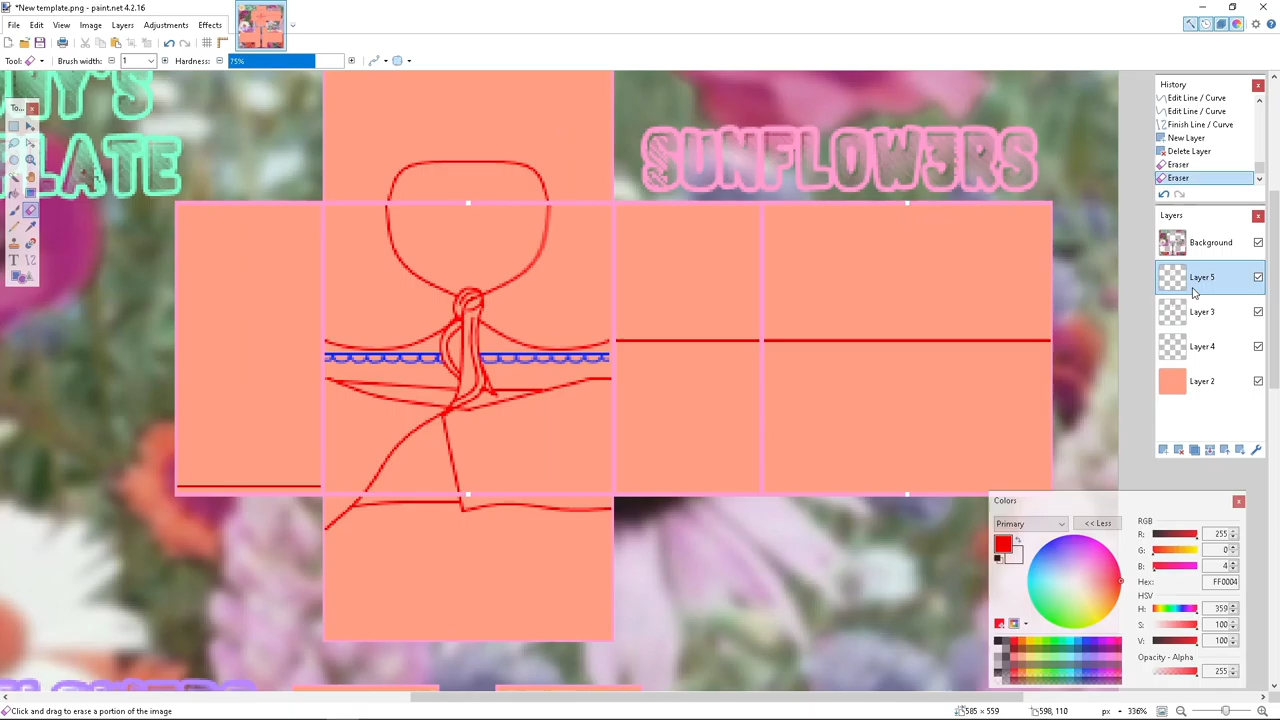 *New template.png - paint.net 4.2.16
File Edit View Image Layers Adjustments Effects
Tool: Brush width: 1 Hardness: 75%
To...
SUNFLOW3RS
History
Edit Line / Curve
Edit Line / Curve
Finish Line / Curve
New Layer
Delete Layer
Eraser
Eraser
Layers
Background
Layer 5
Layer 3
Layer 4
Layer 2
Colors
Primary
<< Less
RGB
R: 255
G: 0
B: 4
Hex: FF0004
HSV
H: 359
S: 100
V: 100
Opacity - Alpha
255
Click and drag to erase a portion of the image
585 × 559
598, 110
px
336%